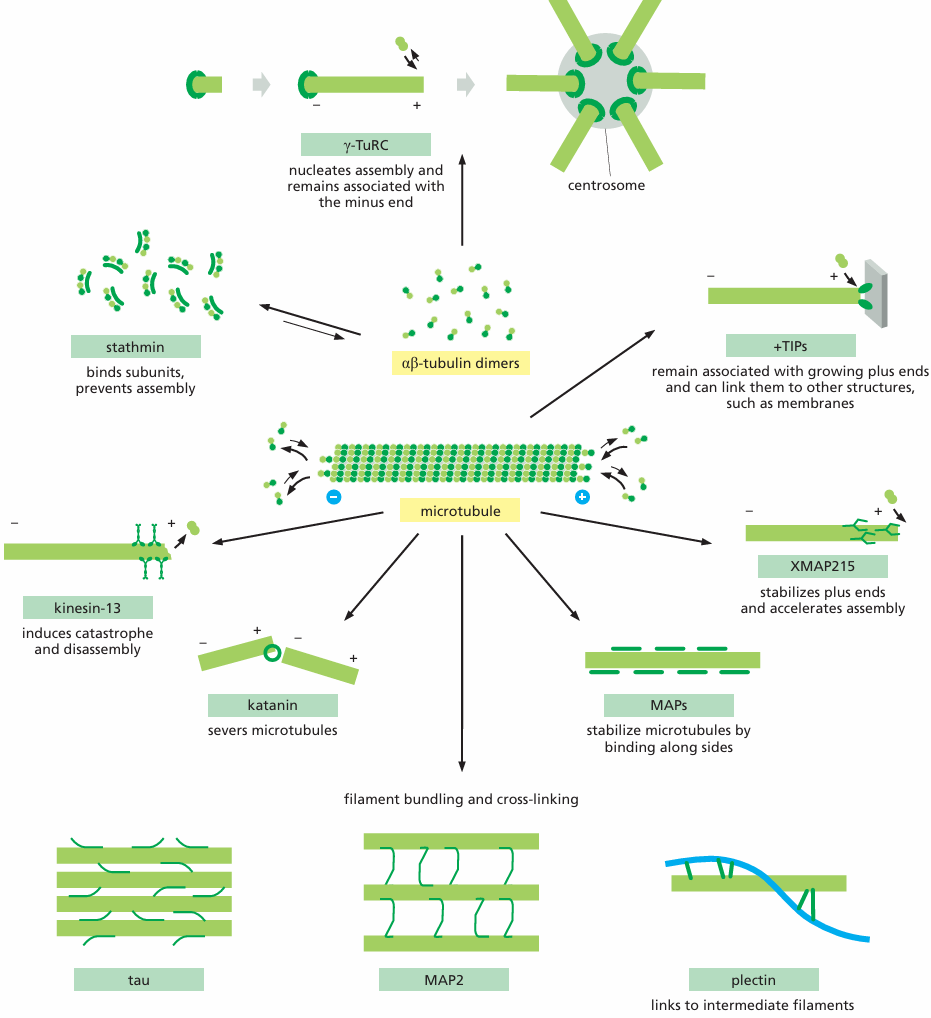 − +
γ-TuRC
nucleates assembly and
remains associated with
the minus end
centrosome
stathmin
binds subunits,
prevents assembly
αβ-tubulin dimers
− +
+TIPs
remain associated with growing plus ends
and can link them to other structures,
such as membranes
− +
microtubule
− +
kinesin-13
induces catastrophe
and disassembly
− +
XMAP215
stabilizes plus ends
and accelerates assembly
− + − +
katanin
severs microtubules
MAPs
stabilize microtubules by
binding along sides
filament bundling and cross-linking
tau
MAP2
plectin
links to intermediate filaments